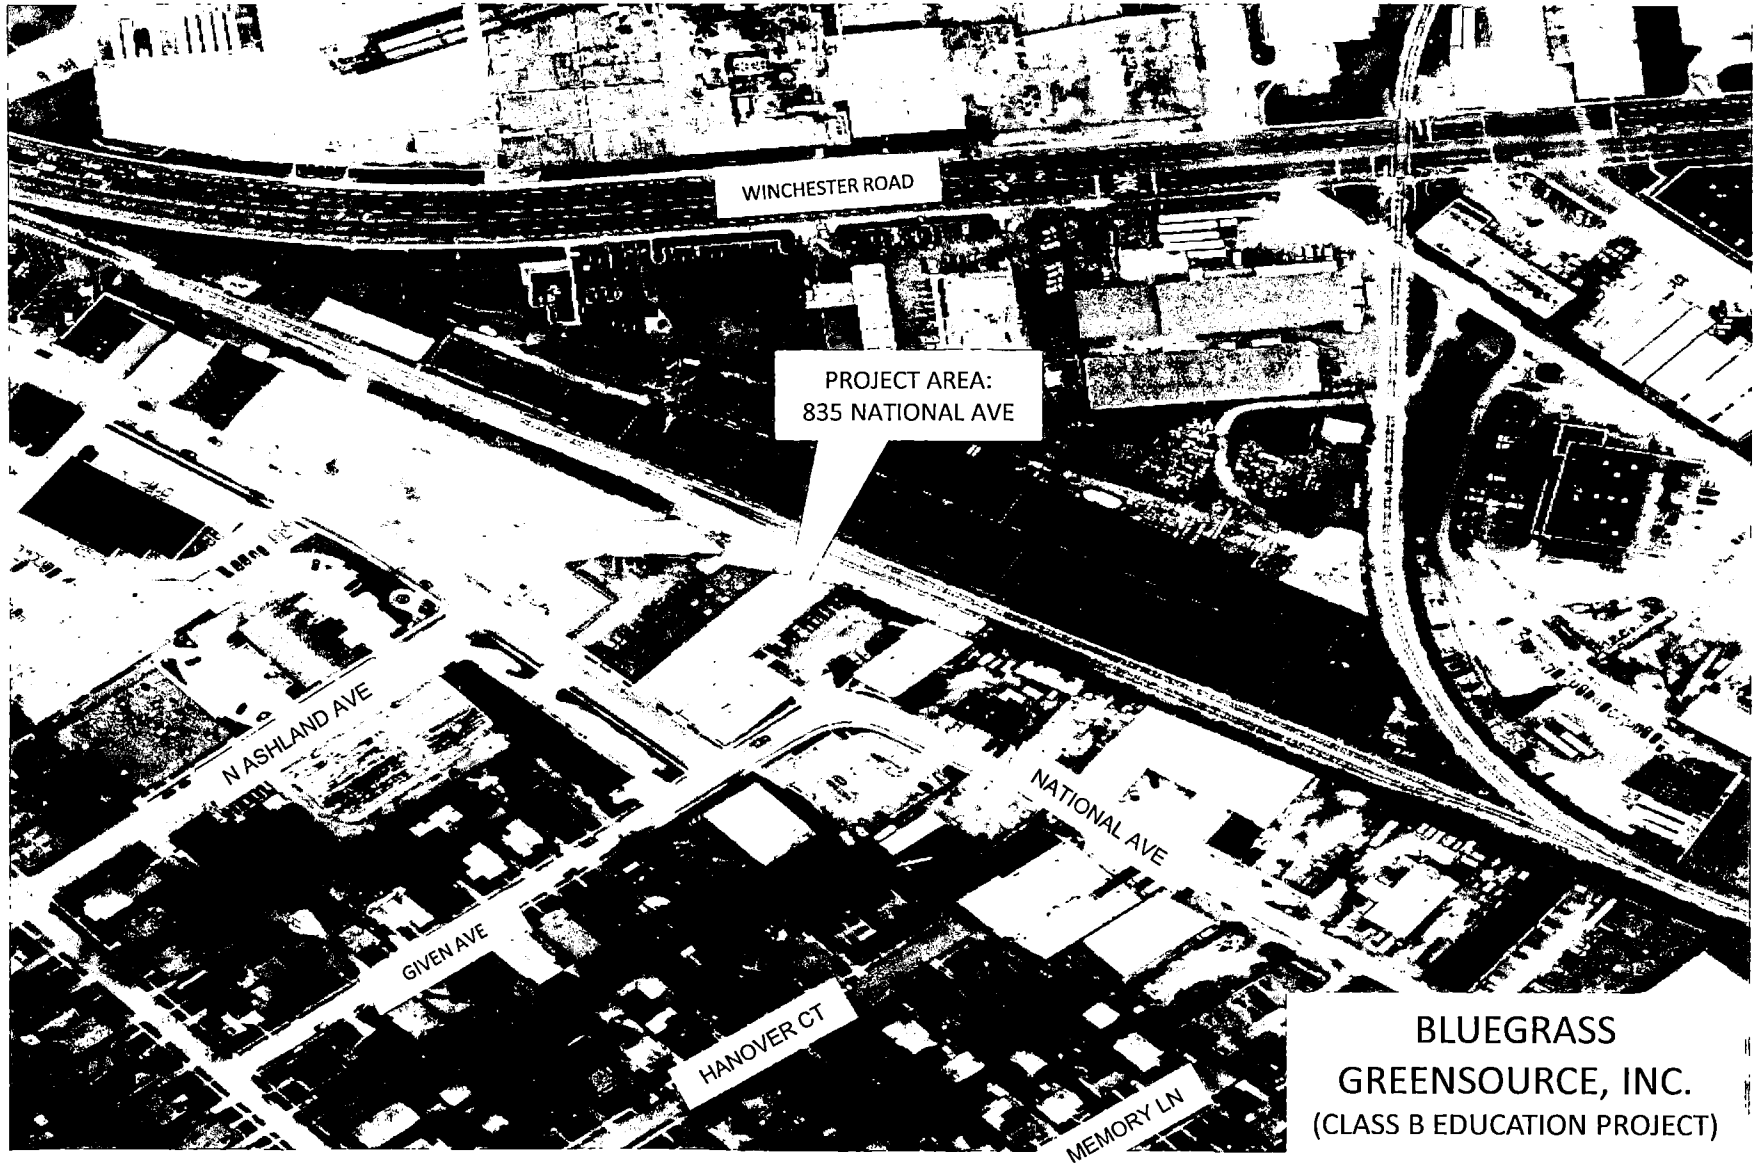 WINCHESTER ROAD
PROJECT AREA:
835 NATIONAL AVE
N ASHLAND AVE
NATIONAL AVE
GIVEN AVE
HANOVER CT
MEMORY LN
BLUEGRASS
GREENSOURCE, INC.
(CLASS B EDUCATION PROJECT)